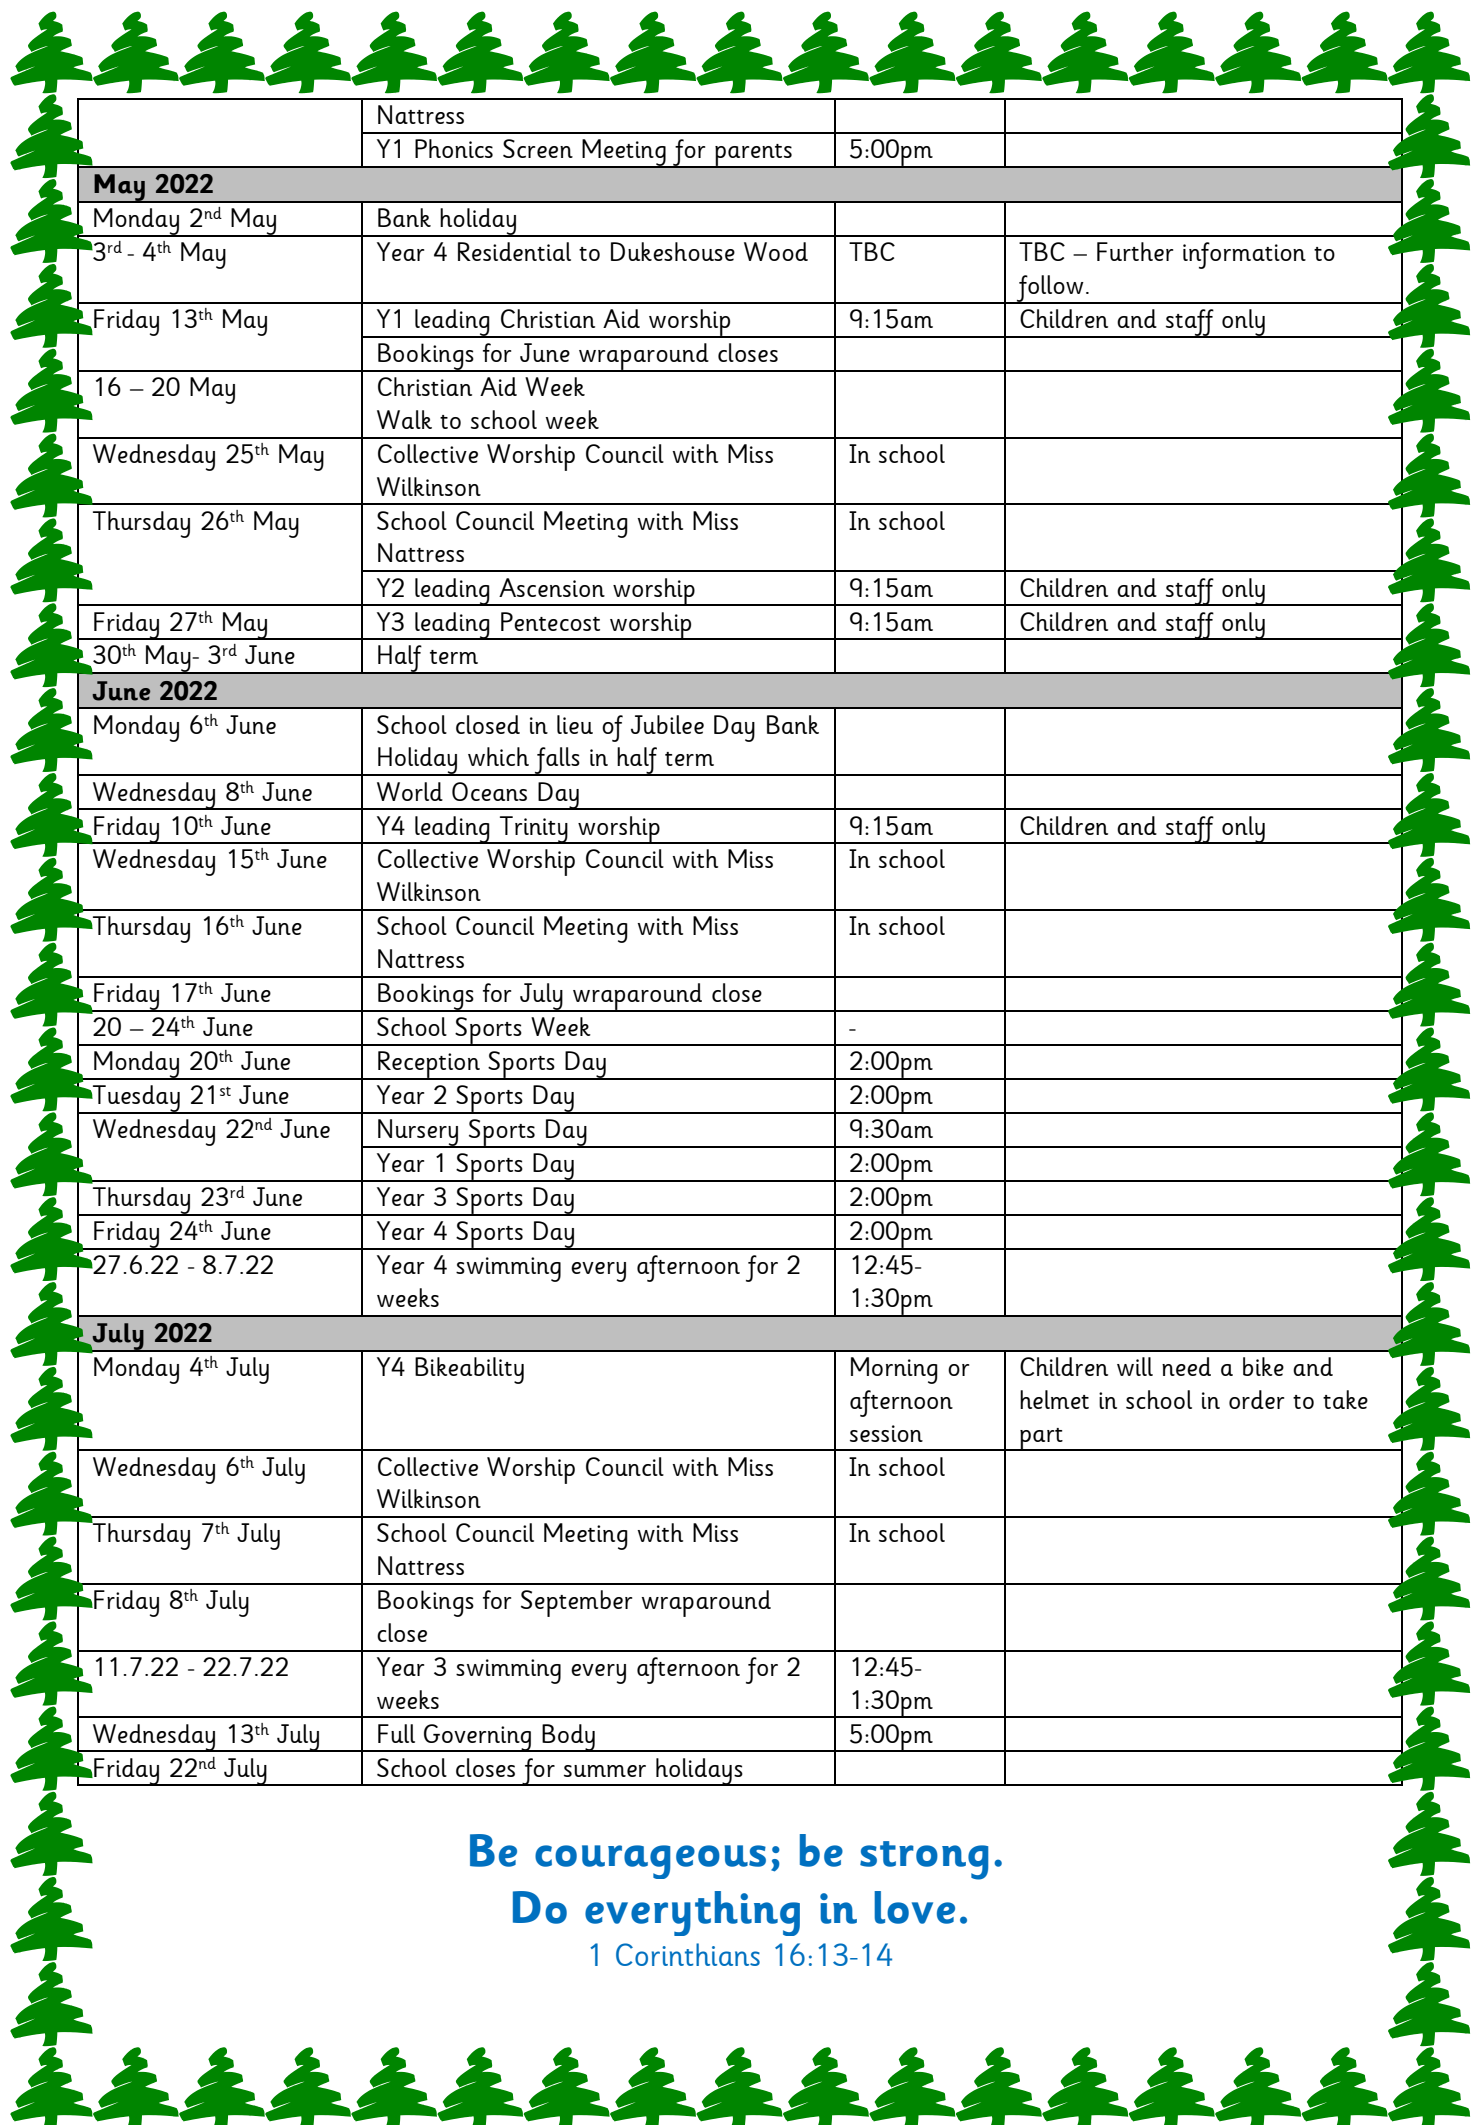 Nattress
Y1 Phonics Screen Meeting for parents 5:00pm
May 2022
Monday 2nd May Bank holiday
3rd - 4th May Year 4 Residential to Dukeshouse Wood TBC TBC – Further information to
follow.
Friday 13th May Y1 leading Christian Aid worship 9:15am Children and staff only
Bookings for June wraparound closes
16 – 20 May Christian Aid Week
Walk to school week
Wednesday 25th May Collective Worship Council with Miss In school
Wilkinson
Thursday 26th May School Council Meeting with Miss In school
Nattress
Y2 leading Ascension worship 9:15am Children and staff only
Friday 27th May Y3 leading Pentecost worship 9:15am Children and staff only
30th May- 3rd June Half term
June 2022
Monday 6th June School closed in lieu of Jubilee Day Bank
Holiday which falls in half term
Wednesday 8th June World Oceans Day
Friday 10th June Y4 leading Trinity worship 9:15am Children and staff only
Wednesday 15th June Collective Worship Council with Miss In school
Wilkinson
Thursday 16th June School Council Meeting with Miss In school
Nattress
Friday 17th June Bookings for July wraparound close
20 – 24th June School Sports Week -
Monday 20th June Reception Sports Day 2:00pm
Tuesday 21st June Year 2 Sports Day 2:00pm
Wednesday 22nd June Nursery Sports Day 9:30am
Year 1 Sports Day 2:00pm
Thursday 23rd June Year 3 Sports Day 2:00pm
Friday 24th June Year 4 Sports Day 2:00pm
27.6.22 - 8.7.22 Year 4 swimming every afternoon for 2 12:45-
weeks 1:30pm
July 2022
Monday 4th July Y4 Bikeability Morning or Children will need a bike and
afternoon helmet in school in order to take
session part
Wednesday 6th July Collective Worship Council with Miss In school
Wilkinson
Thursday 7th July School Council Meeting with Miss In school
Nattress
Friday 8th July Bookings for September wraparound
close
11.7.22 - 22.7.22 Year 3 swimming every afternoon for 2 12:45-
weeks 1:30pm
Wednesday 13th July Full Governing Body 5:00pm
Friday 22nd July School closes for summer holidays
Be courageous; be strong.
Do everything in love.
1 Corinthians 16:13-14